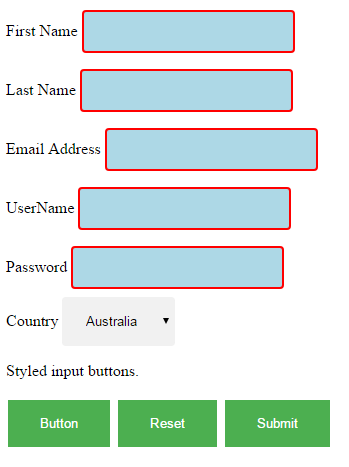 First Name
Last Name
Email Address
UserName
Password
Country Australia
Styled input buttons.
Button Reset Submit